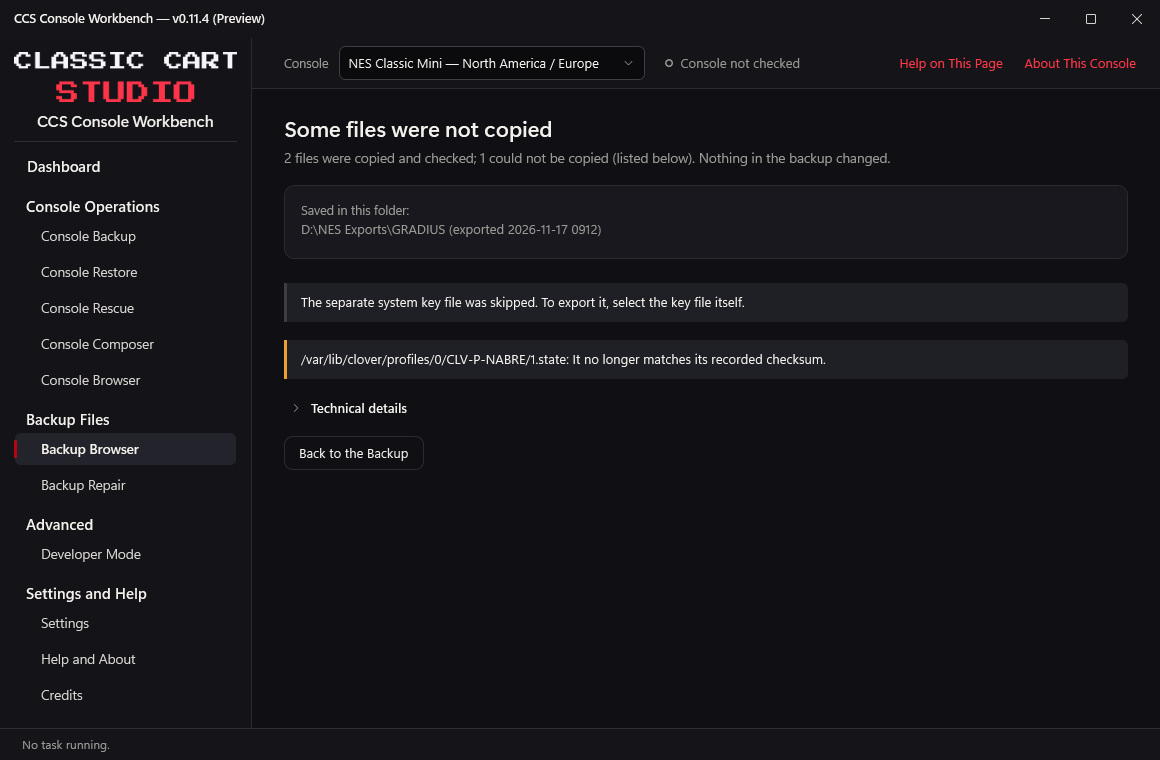 CCS Console Workbench — v0.11.4 (Preview)
CLASSIC CART
STUDIO
CCS Console Workbench
Dashboard
Console Operations
Console Backup
Console Restore
Console Rescue
Console Composer
Console Browser
Backup Files
Backup Browser
Backup Repair
Advanced
Developer Mode
Settings and Help
Settings
Help and About
Credits
Console
NES Classic Mini — North America / Europe
Console not checked
Help on This Page
About This Console
Some files were not copied
2 files were copied and checked; 1 could not be copied (listed below). Nothing in the backup changed.
Saved in this folder:
D:\NES Exports\GRADIUS (exported 2026-11-17 0912)
The separate system key file was skipped. To export it, select the key file itself.
/var/lib/clover/profiles/0/CLV-P-NABRE/1.state: It no longer matches its recorded checksum.
Technical details
Back to the Backup
No task running.